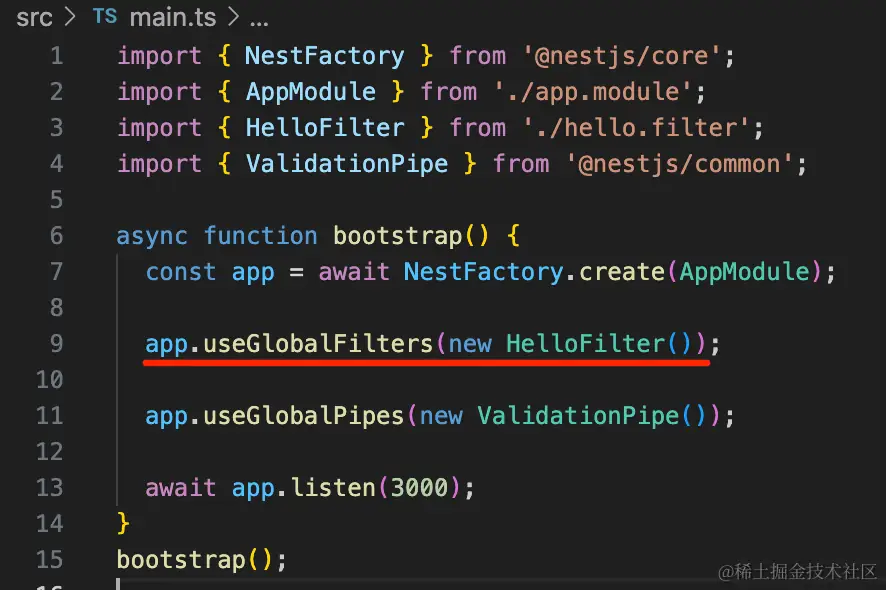 src > TS main.ts > ...
1 import { NestFactory } from '@nestjs/core';
2 import { AppModule } from './app.module';
3 import { HelloFilter } from './hello.filter';
4 import { ValidationPipe } from '@nestjs/common';
5
6 async function bootstrap() {
7   const app = await NestFactory.create(AppModule);
8
9   app.useGlobalFilters(new HelloFilter());
10
11   app.useGlobalPipes(new ValidationPipe());
12
13   await app.listen(3000);
14 }
15 bootstrap();
16
@稀土掘金技术社区